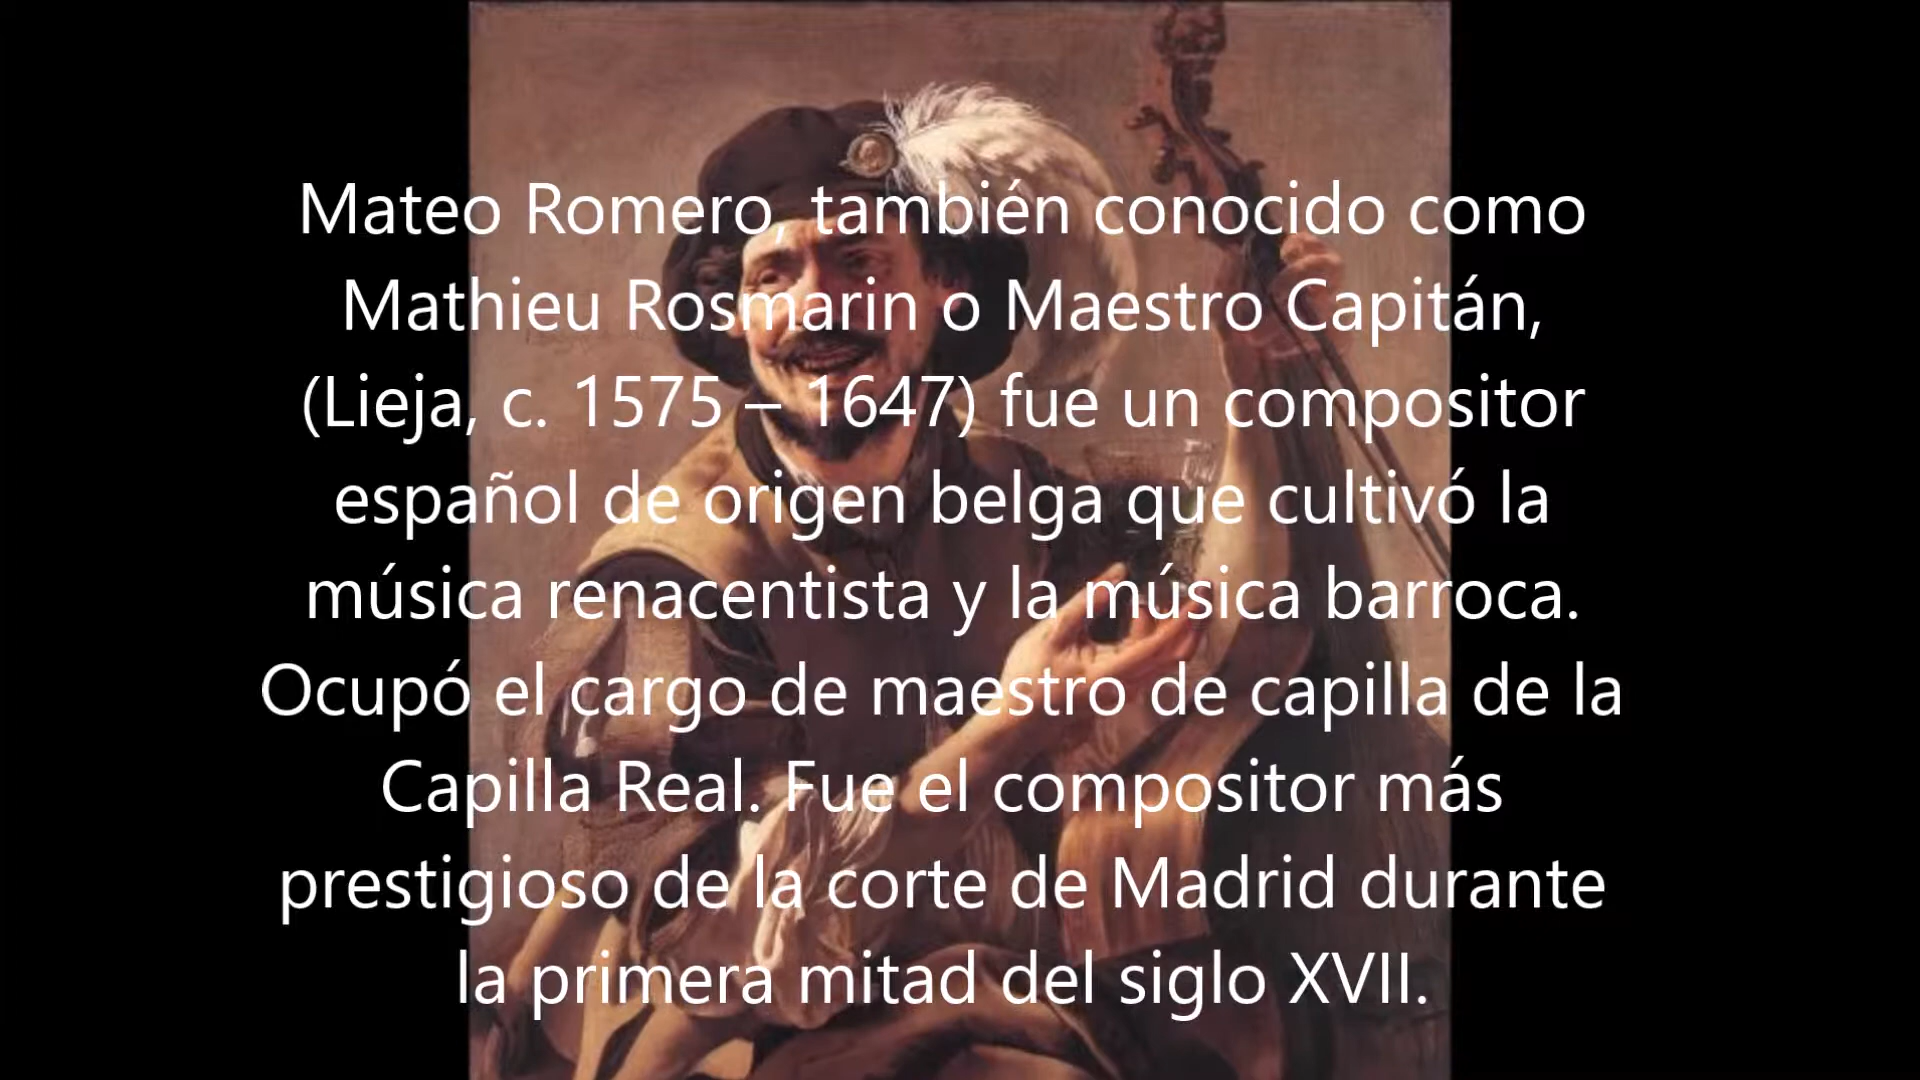 Mateo Romero, también conocido como
Mathieu Rosmarin o Maestro Capitán,
(Lieja, c. 1575 – 1647) fue un compositor
español de origen belga que cultivó la
música renacentista y la música barroca.
Ocupó el cargo de maestro de capilla de la
Capilla Real. Fue el compositor más
prestigioso de la corte de Madrid durante
la primera mitad del siglo XVII.